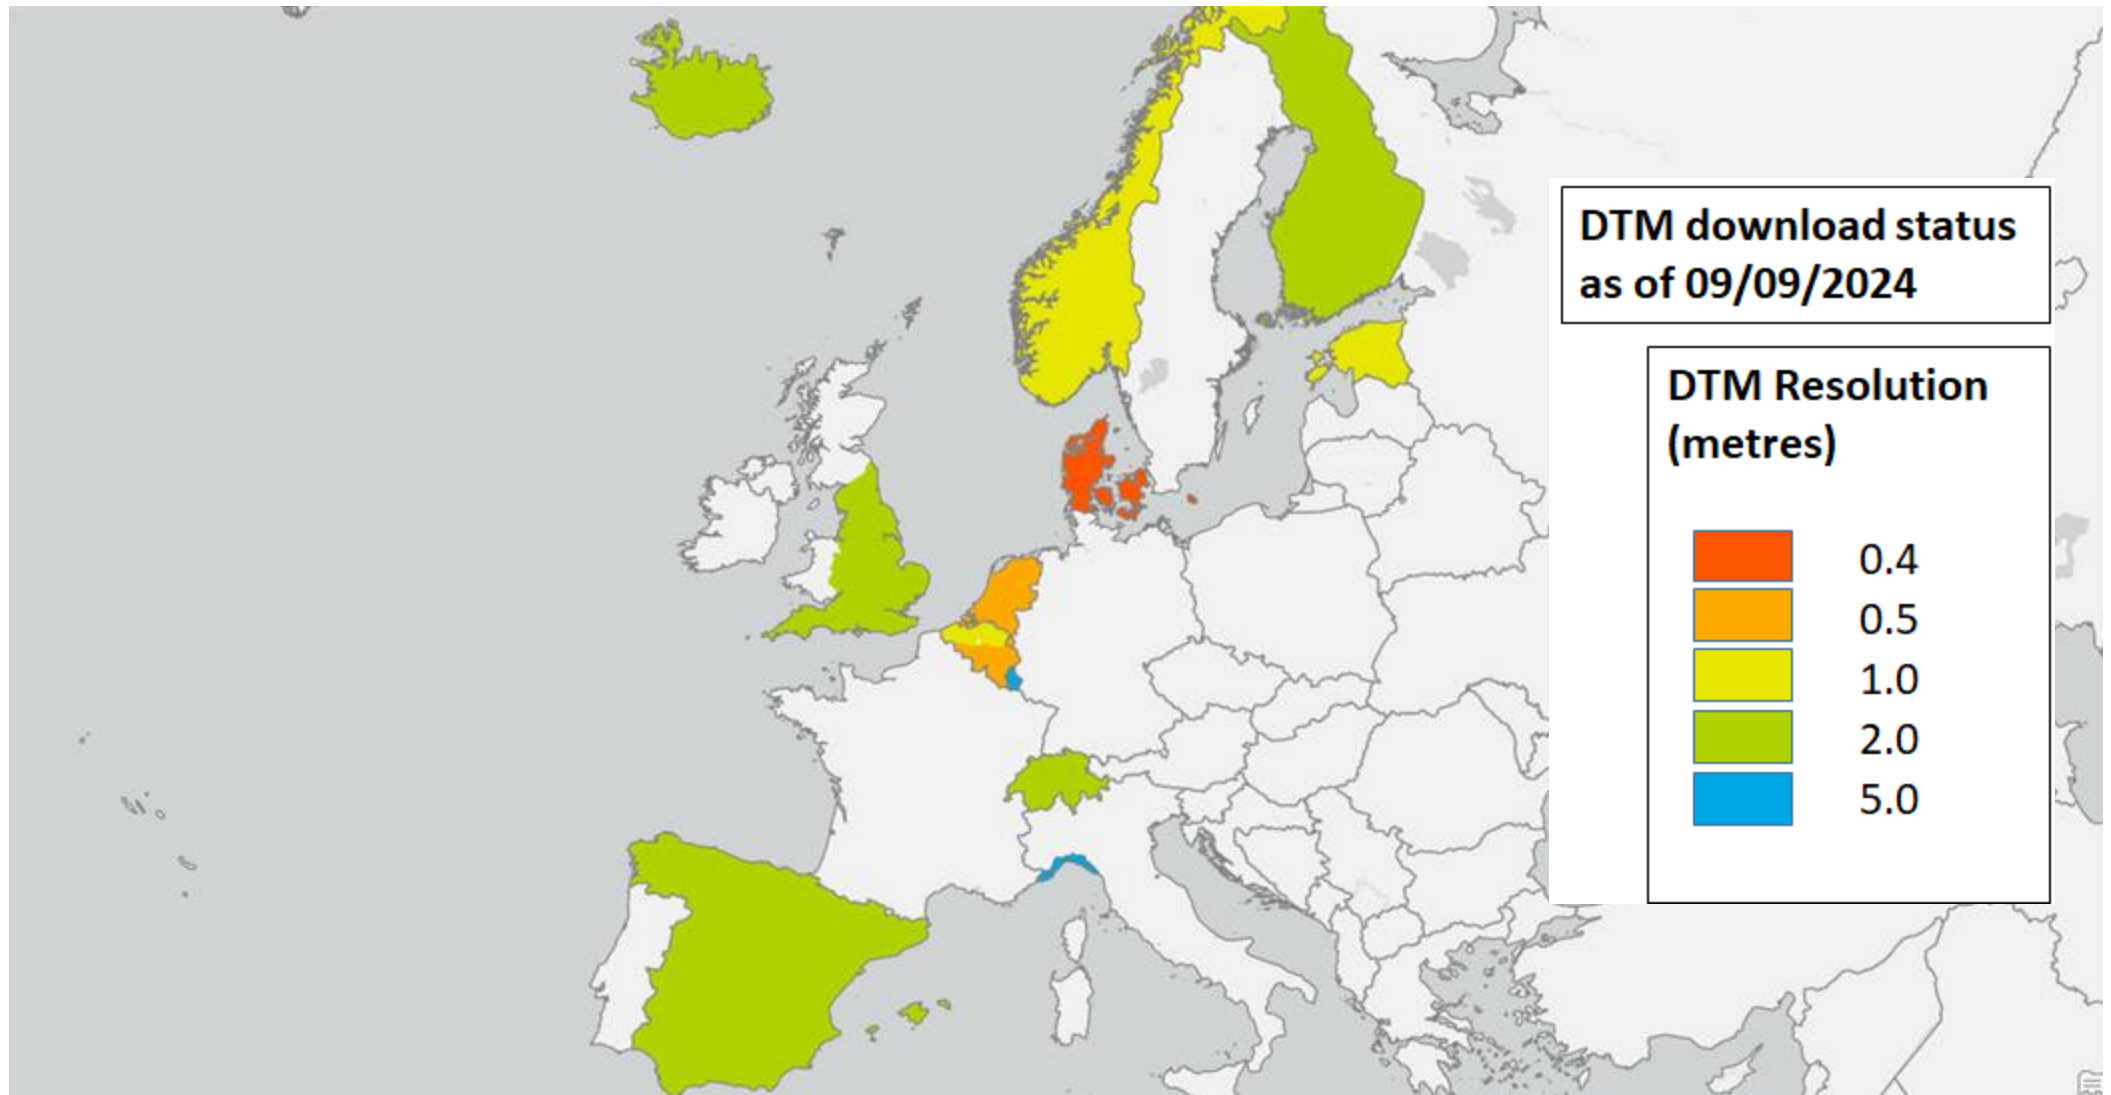 DTM download status
as of 09/09/2024
DTM Resolution
(metres)
0.4
0.5
1.0
2.0
5.0